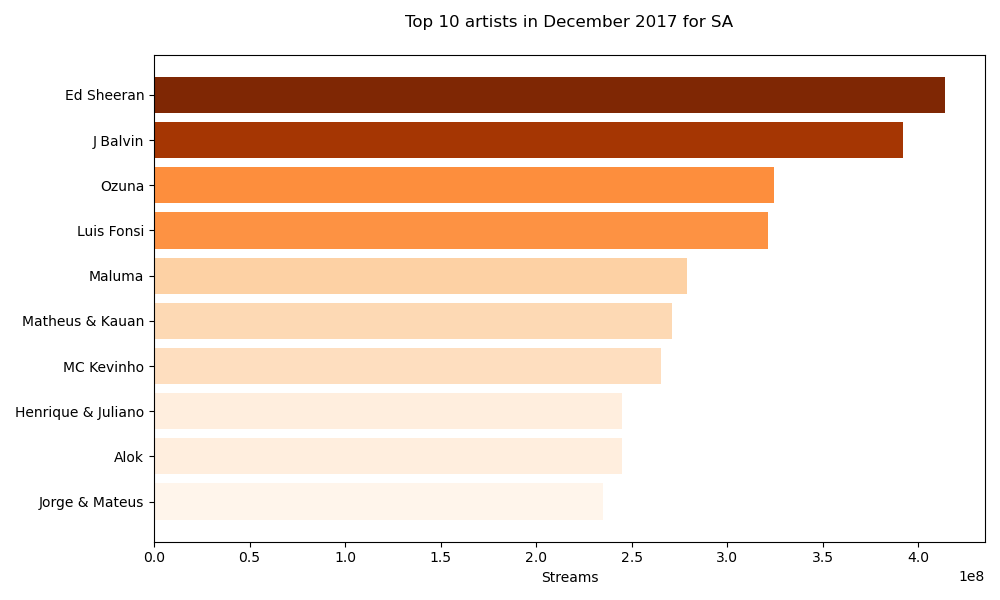 Top 10 artists in December 2017 for SA
Ed Sheeran
J Balvin
Ozuna
Luis Fonsi
Maluma
Matheus & Kauan
MC Kevinho
Henrique & Juliano
Alok
Jorge & Mateus
0.0 0.5 1.0 1.5 2.0 2.5 3.0 3.5 4.0
1e8
Streams